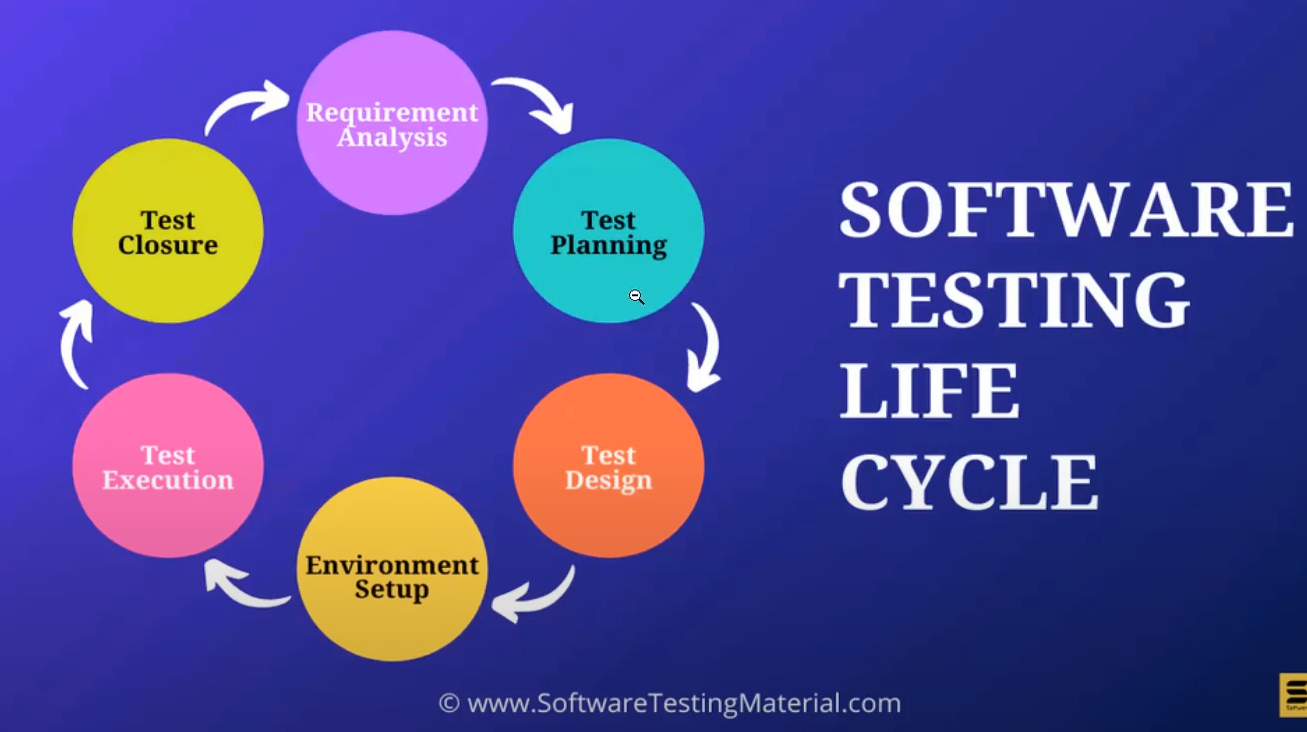 Requirement
Analysis
Test
Planning
Test
Design
Environment
Setup
Test
Execution
Test
Closure
SOFTWARE
TESTING
LIFE
CYCLE
© www.SoftwareTestingMaterial.com